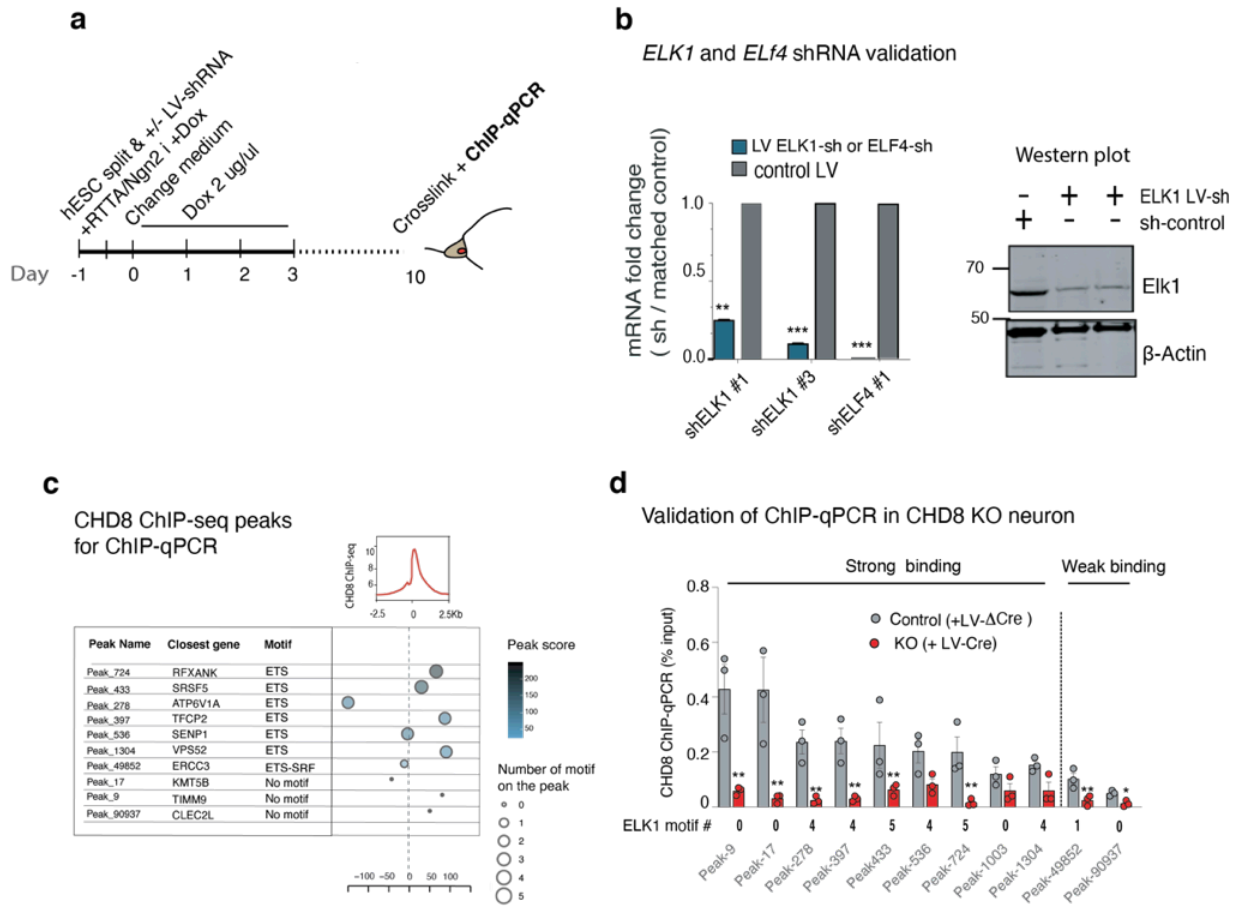 a
hESC split & +/- LV-shRNA
+RTTA/Ngn2 i +Dox
Change medium
Dox 2 ug/ul
Crosslink + ChIP-qPCR
Day
-1
0
1
2
3
10
b
ELK1 and ELf4 shRNA validation
LV ELK1-sh or ELF4-sh
control LV
mRNA fold change
( sh / matched control)
1.0
0.5
0.0
**
***
***
shELK1 #1
shELK1 #3
shELF4 #1
Western plot
- + + ELK1 LV-sh
+ - - sh-control
70
50
Elk1
β-Actin
c
CHD8 ChIP-seq peaks
for ChIP-qPCR
CHD8 ChIP-seq
10
8
6
-2.5 0 2.5Kb
Peak Name Closest gene Motif
Peak_724 RFXANK ETS
Peak_433 SRSF5 ETS
Peak_278 ATP6V1A ETS
Peak_397 TFCP2 ETS
Peak_536 SENP1 ETS
Peak_1304 VPS52 ETS
Peak_49852 ERCC3 ETS-SRF
Peak_17 KMT5B No motif
Peak_9 TIMM9 No motif
Peak_90937 CLEC2L No motif
-100 -50 0 50 100
Peak score
200
150
100
50
Number of motif
on the peak
0
1
2
3
4
5
d
Validation of ChIP-qPCR in CHD8 KO neuron
Strong binding
Weak binding
Control (+LV-ΔCre )
KO (+ LV-Cre)
CHD8 ChIP-qPCR (% input)
0.8
0.6
0.4
0.2
0
** ** ** ** ** ** ** *
ELK1 motif # 0 0 4 4 5 4 5 0 4 1 0
Peak-9
Peak-17
Peak-278
Peak-397
Peak433
Peak-536
Peak-724
Peak-1003
Peak-1304
Peak-49852
Peak-90937